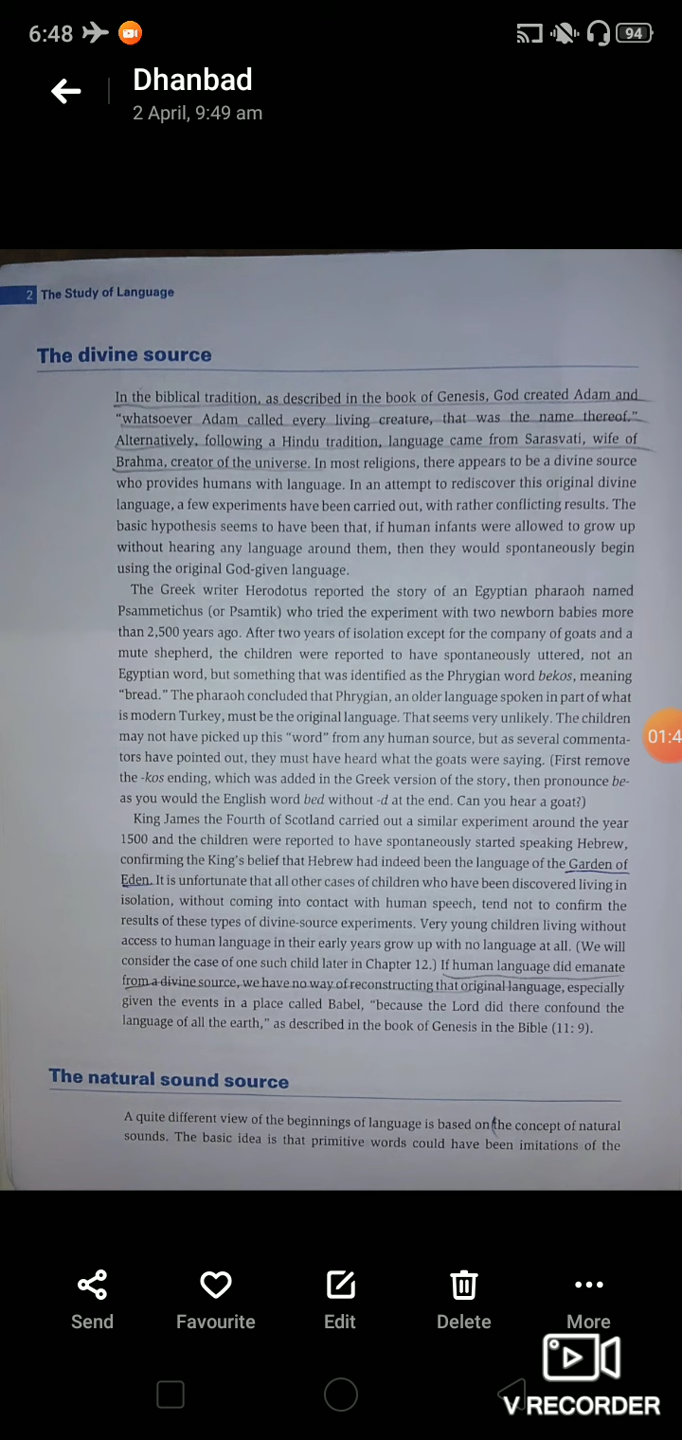 6:48
94
Dhanbad
2 April, 9:49 am
2 The Study of Language
The divine source
In the biblical tradition, as described in the book of Genesis, God created Adam and
“whatsoever Adam called every living creature, that was the name thereof.”
Alternatively, following a Hindu tradition, language came from Sarasvati, wife of
Brahma, creator of the universe. In most religions, there appears to be a divine source
who provides humans with language. In an attempt to rediscover this original divine
language, a few experiments have been carried out, with rather conflicting results. The
basic hypothesis seems to have been that, if human infants were allowed to grow up
without hearing any language around them, then they would spontaneously begin
using the original God-given language.
The Greek writer Herodotus reported the story of an Egyptian pharaoh named
Psammetichus (or Psamtik) who tried the experiment with two newborn babies more
than 2,500 years ago. After two years of isolation except for the company of goats and a
mute shepherd, the children were reported to have spontaneously uttered, not an
Egyptian word, but something that was identified as the Phrygian word bekos, meaning
“bread.” The pharaoh concluded that Phrygian, an older language spoken in part of what
is modern Turkey, must be the original language. That seems very unlikely. The children
may not have picked up this “word” from any human source, but as several commenta-
tors have pointed out, they must have heard what the goats were saying. (First remove
the -kos ending, which was added in the Greek version of the story, then pronounce be-
as you would the English word bed without -d at the end. Can you hear a goat?)
King James the Fourth of Scotland carried out a similar experiment around the year
1500 and the children were reported to have spontaneously started speaking Hebrew,
confirming the King's belief that Hebrew had indeed been the language of the Garden of
Eden. It is unfortunate that all other cases of children who have been discovered living in
isolation, without coming into contact with human speech, tend not to confirm the
results of these types of divine-source experiments. Very young children living without
access to human language in their early years grow up with no language at all. (We will
consider the case of one such child later in Chapter 12.) If human language did emanate
from a divine source, we have no way of reconstructing that original language, especially
given the events in a place called Babel, “because the Lord did there confound the
language of all the earth,” as described in the book of Genesis in the Bible (11: 9).
The natural sound source
A quite different view of the beginnings of language is based on the concept of natural
sounds. The basic idea is that primitive words could have been imitations of the
01:4
Send Favourite Edit Delete More
V RECORDER